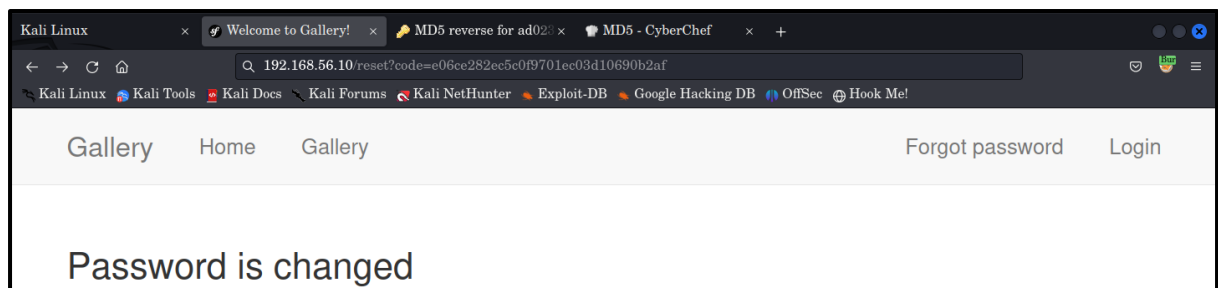 Kali Linux × Welcome to Gallery! × MD5 reverse for ad023 × MD5 - CyberChef × +
192.168.56.10/reset?code=e06ce282ec5c0f9701ec03d10690b2af Bur
Kali Linux Kali Tools Kali Docs Kali Forums Kali NetHunter Exploit-DB Google Hacking DB OffSec Hook Me!
Gallery Home Gallery Forgot password Login
Password is changed